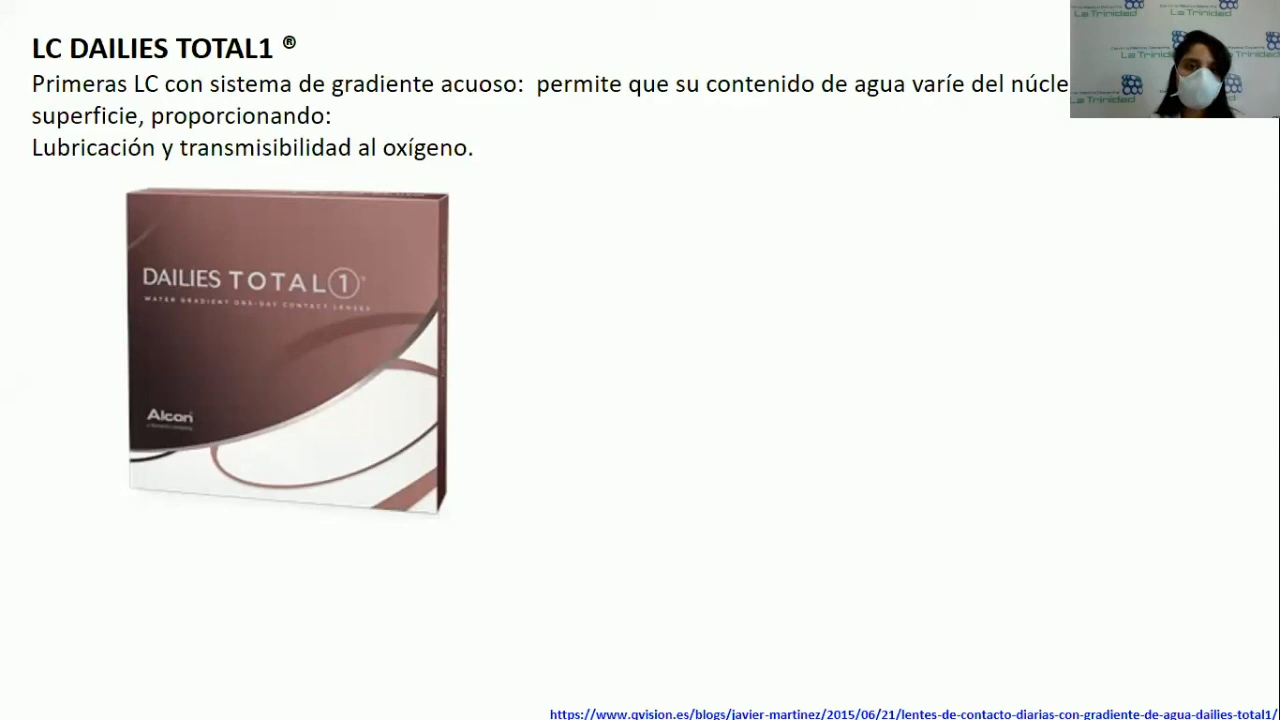 LC DAILIES TOTAL1 ®
Primeras LC con sistema de gradiente acuoso:  permite que su contenido de agua varíe del núcle
superficie, proporcionando:
Lubricación y transmisibilidad al oxígeno.
La Trinidad
La Trinidad
La Trinidad
DAILIES TOTAL 1
WATER GRADIENT ONE-DAY CONTACT LENSES
Alcon
https://www.qvision.es/blogs/javier-martinez/2015/06/21/lentes-de-contacto-diarias-con-gradiente-de-agua-dailies-total1/